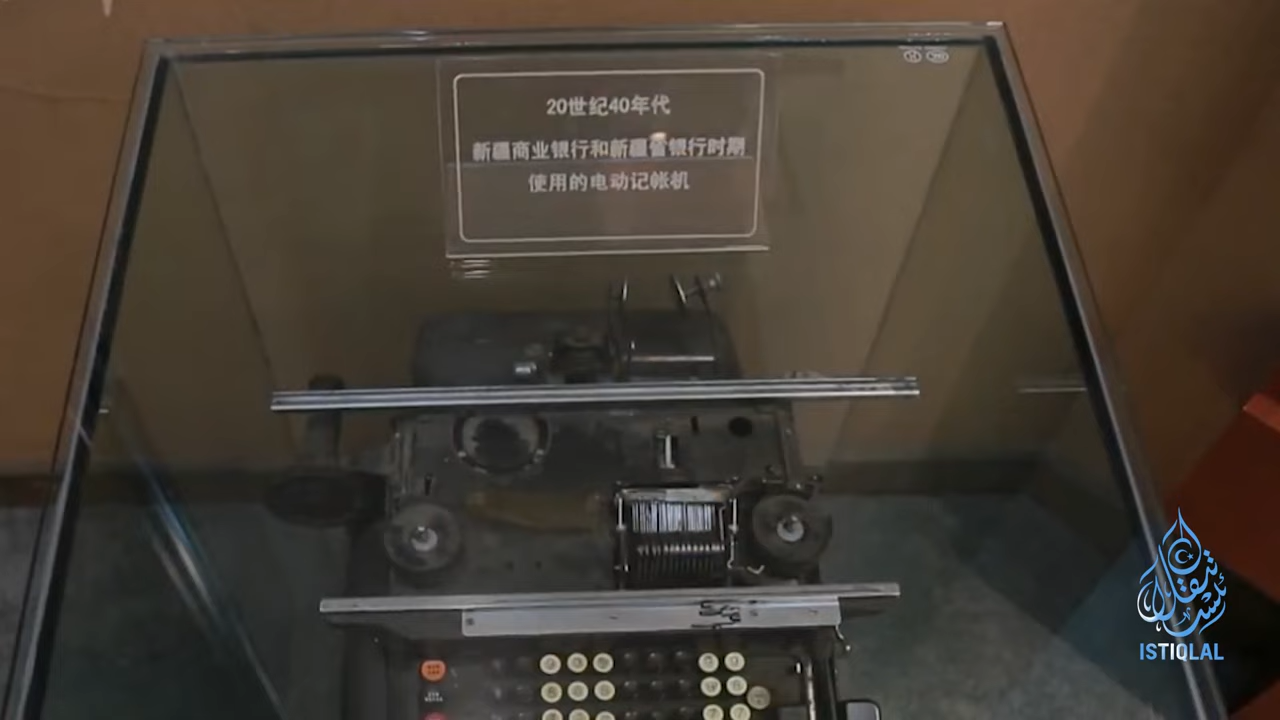 20世纪40年代
新疆商业银行和新疆省银行时期
使用的电动记帐机
ئىستىقلال
ISTIQLAL